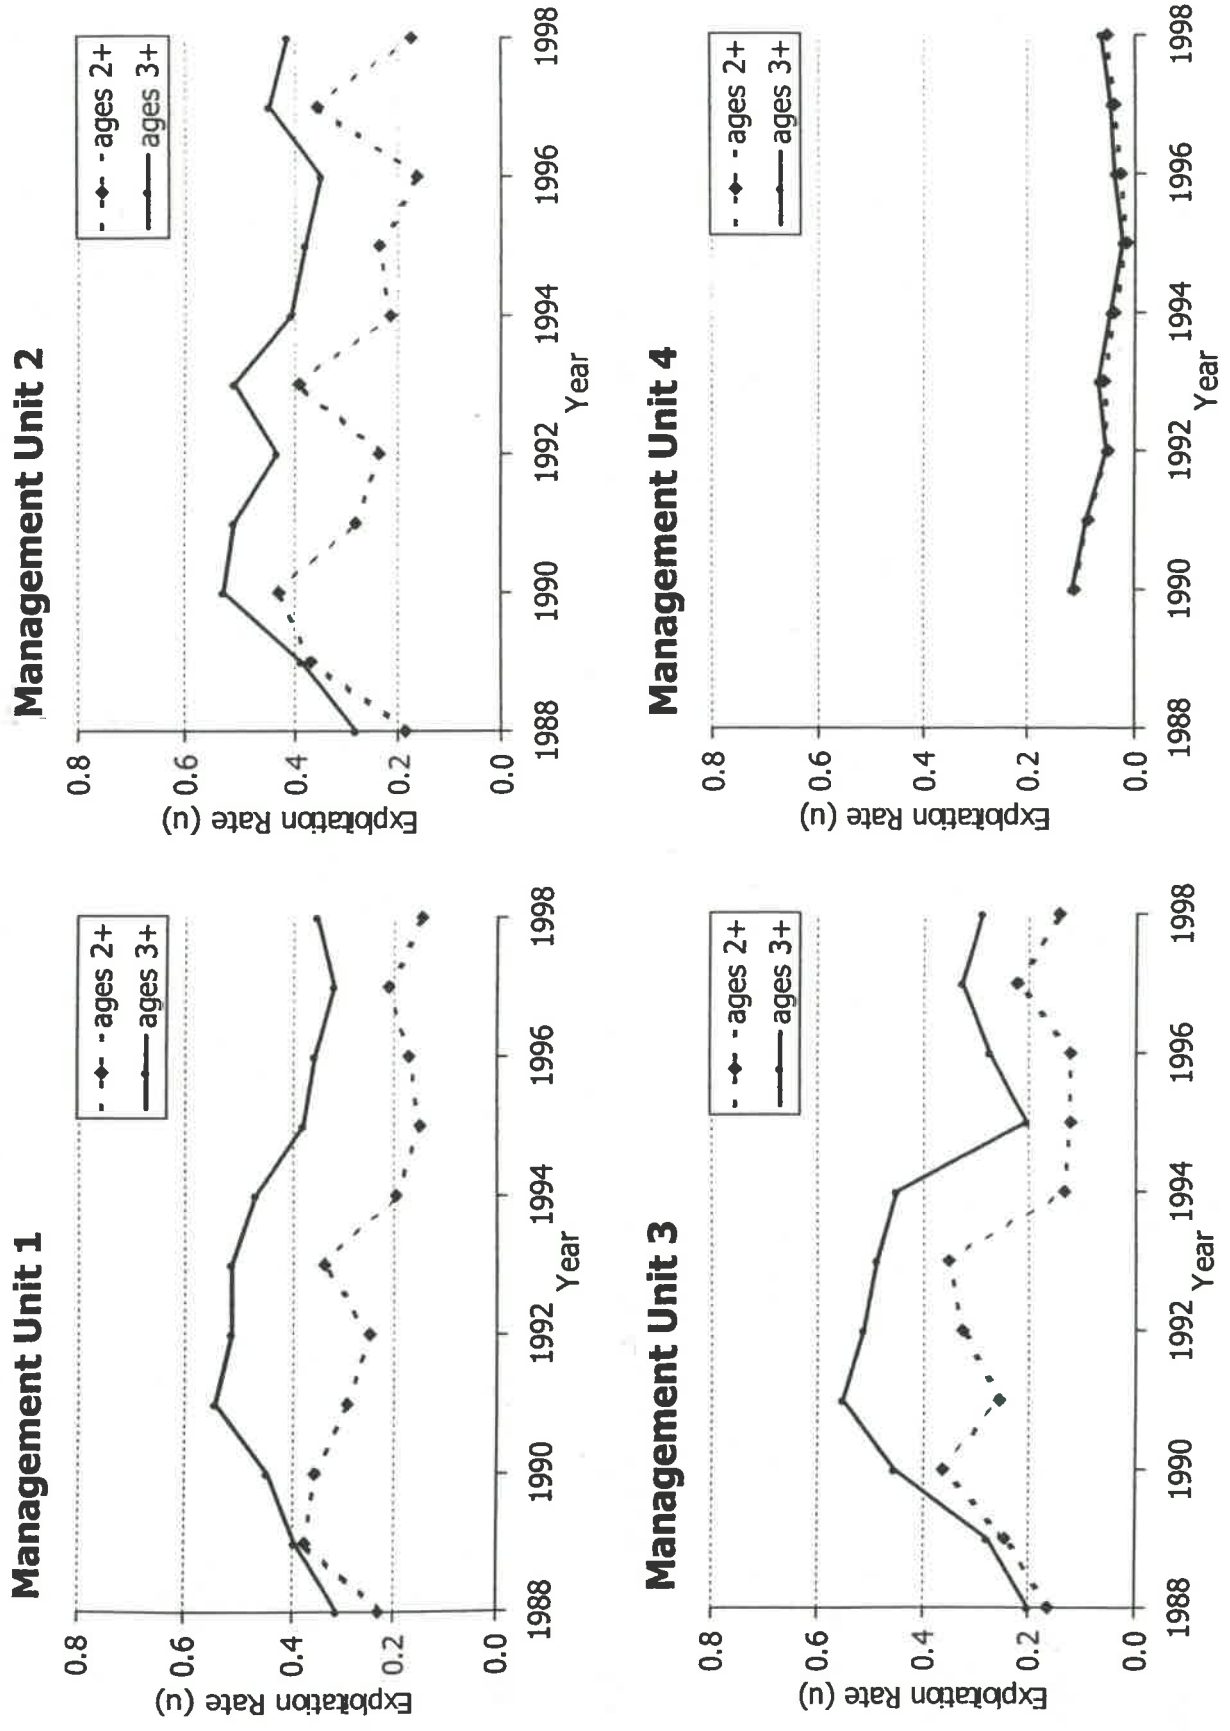 Management Unit 1
Exploitation Rate (u)
0.8
0.6
0.4
0.2
0.0
1988
1990
1992
1994
1996
1998
Year
ages 2+
ages 3+
Management Unit 2
Exploitation Rate (u)
0.8
0.6
0.4
0.2
0.0
1988
1990
1992
1994
1996
1998
Year
ages 2+
ages 3+
Management Unit 3
Exploitation Rate (u)
0.8
0.6
0.4
0.2
0.0
1988
1990
1992
1994
1996
1998
Year
ages 2+
ages 3+
Management Unit 4
Exploitation Rate (u)
0.8
0.6
0.4
0.2
0.0
1988
1990
1992
1994
1996
1998
Year
ages 2+
ages 3+